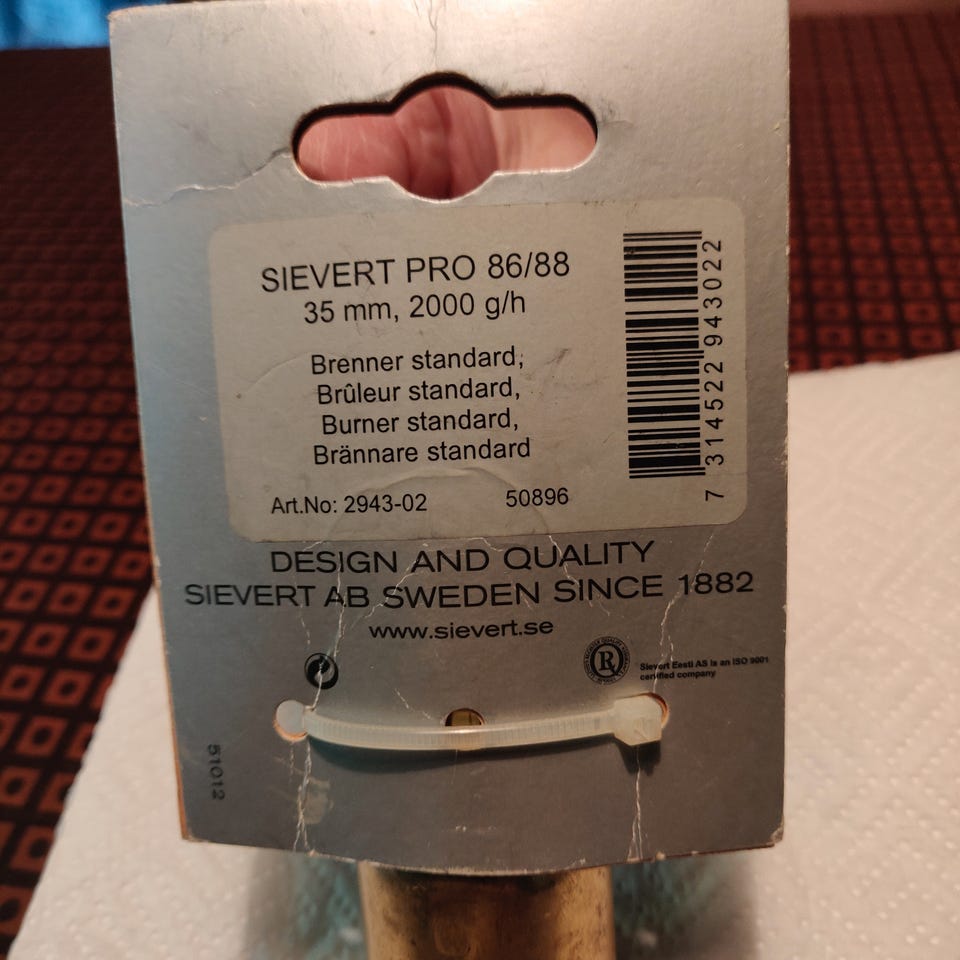 SIEVERT PRO 86/88
35 mm, 2000 g/h
Brenner standard,
Brûleur standard,
Burner standard,
Brännare standard
Art.No: 2943-02 50896
7 314522 943022
DESIGN AND QUALITY
SIEVERT AB SWEDEN SINCE 1882
www.sievert.se
R
Sievert Eesti AS is an ISO 9001
certified company
51012